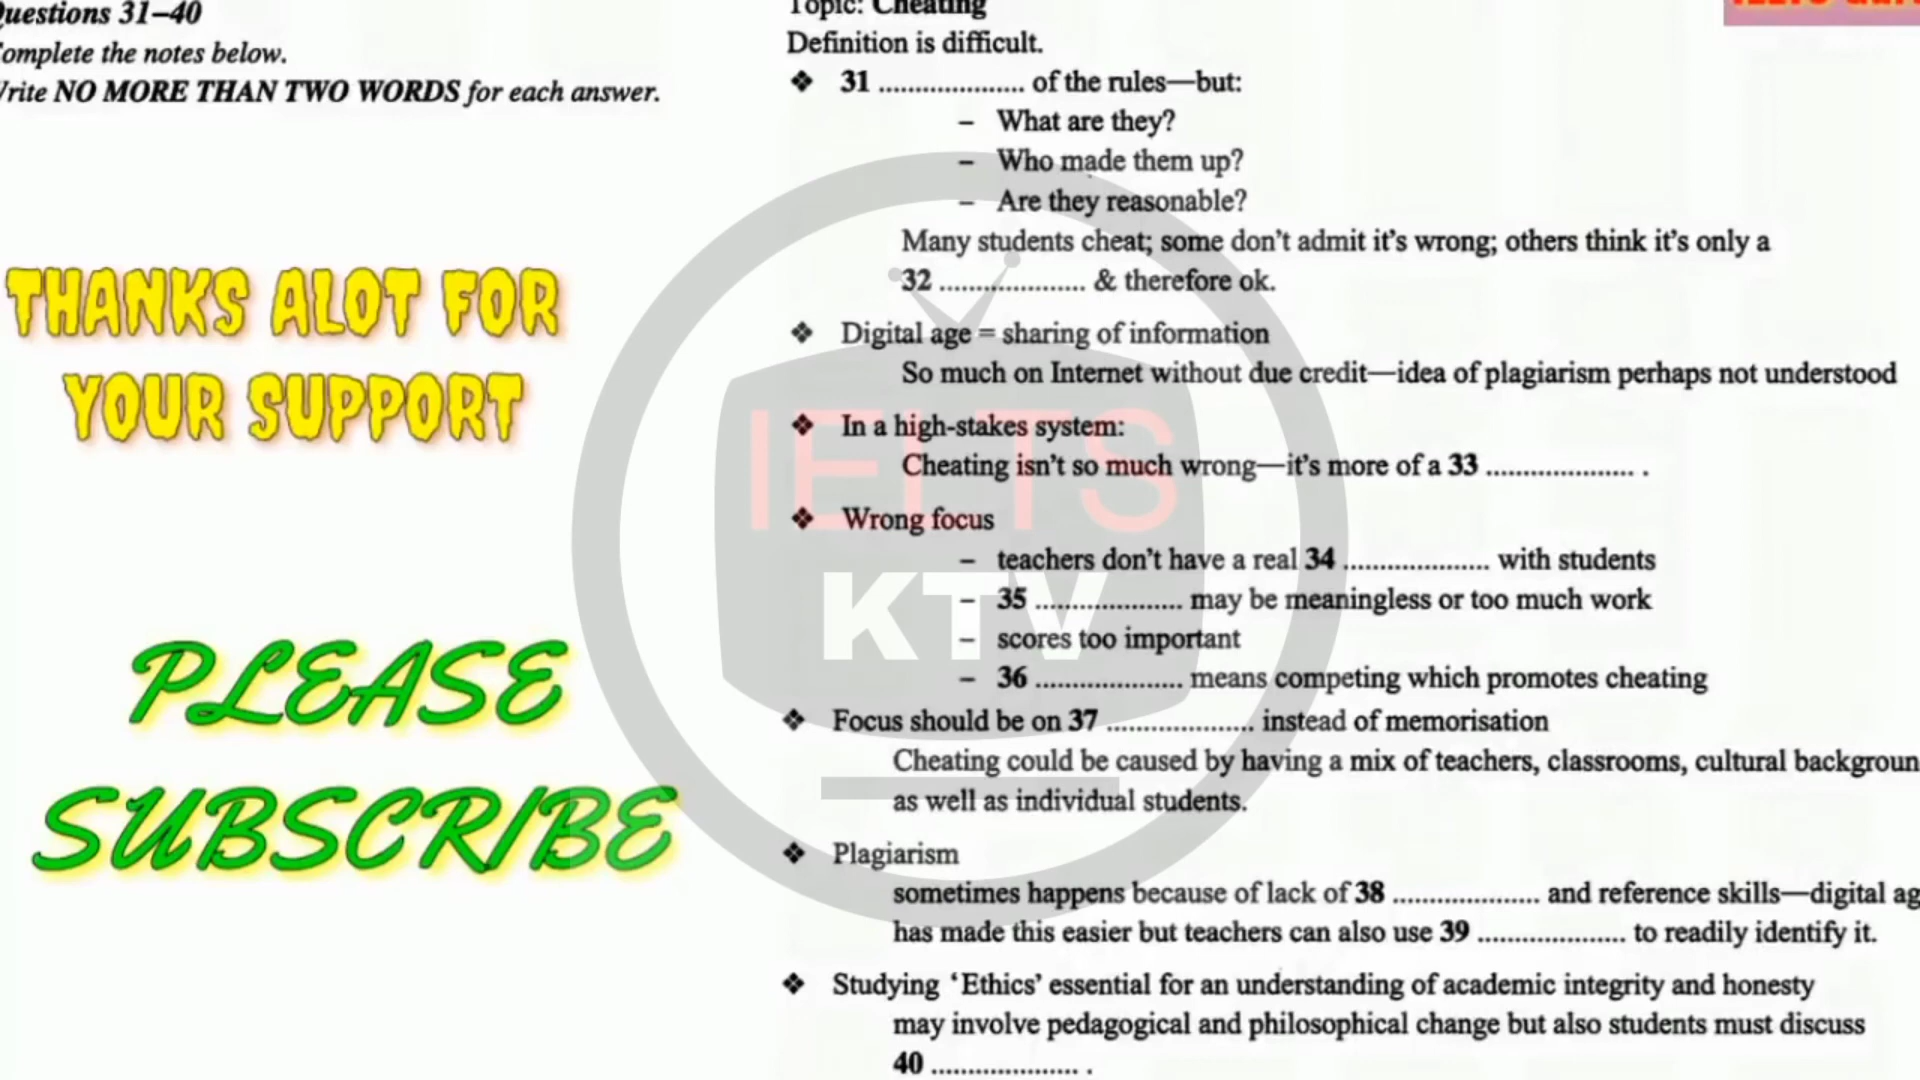 Questions 31–40
Complete the notes below.
Write NO MORE THAN TWO WORDS for each answer.
THANKS ALOT FOR
YOUR SUPPORT
PLEASE
SUBSCRIBE
Topic: Cheating
Definition is difficult.
❖ 31 ..................... of the rules—but:
– What are they?
– Who made them up?
– Are they reasonable?
Many students cheat; some don't admit it's wrong; others think it's only a
32 ..................... & therefore ok.
❖ Digital age = sharing of information
So much on Internet without due credit—idea of plagiarism perhaps not understood
❖ In a high-stakes system:
Cheating isn't so much wrong—it's more of a 33 ..................... .
❖ Wrong focus
– teachers don't have a real 34 ..................... with students
– 35 ..................... may be meaningless or too much work
– scores too important
– 36 ..................... means competing which promotes cheating
❖ Focus should be on 37 ..................... instead of memorisation
Cheating could be caused by having a mix of teachers, classrooms, cultural backgroun
as well as individual students.
❖ Plagiarism
sometimes happens because of lack of 38 ..................... and reference skills—digital ag
has made this easier but teachers can also use 39 ..................... to readily identify it.
❖ Studying ‘Ethics’ essential for an understanding of academic integrity and honesty
may involve pedagogical and philosophical change but also students must discuss
40 ..................... .
IELTS
KTV